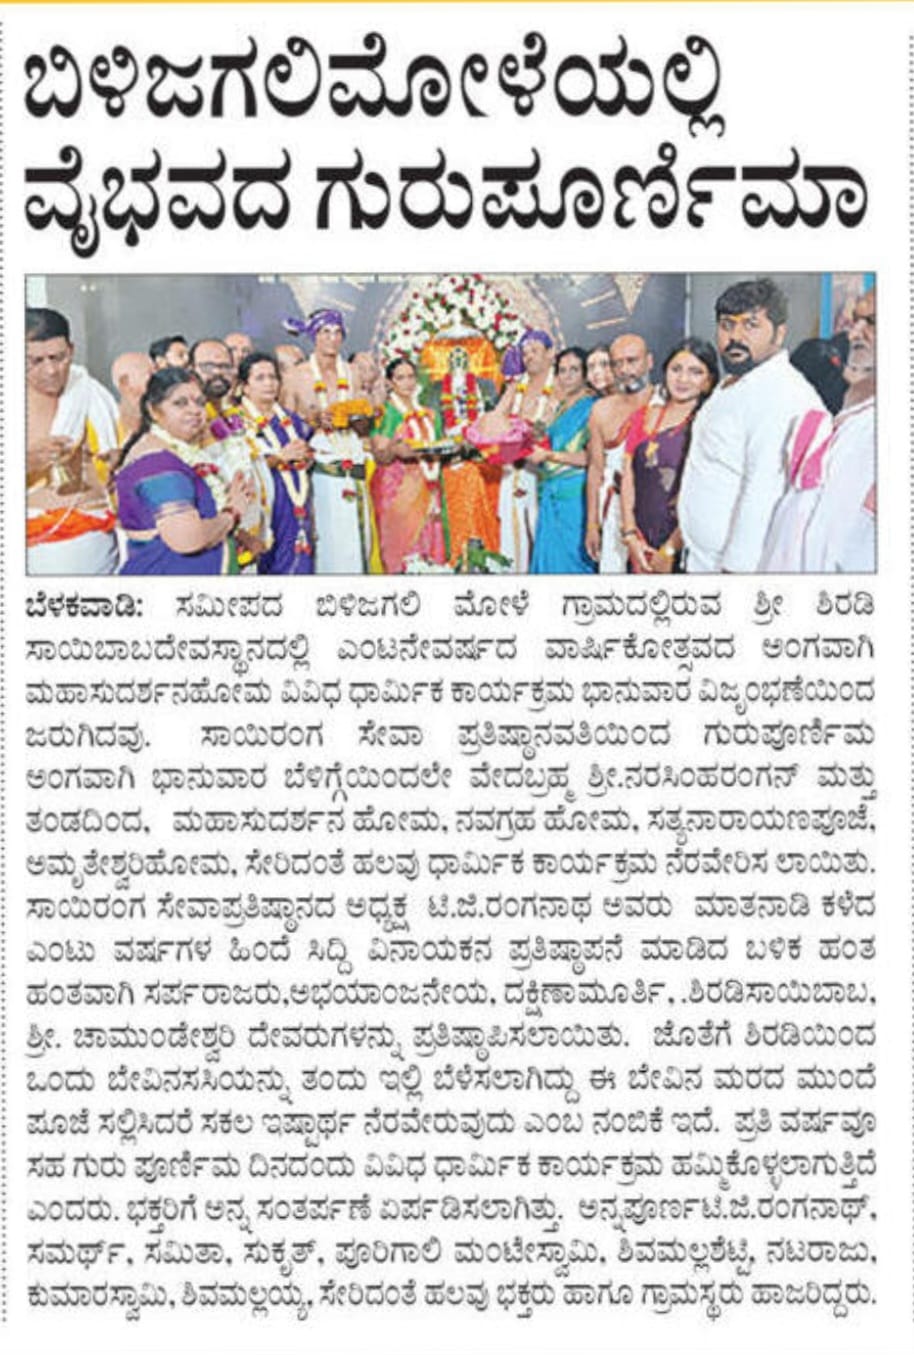 ಬಿಳಿಜಗಲಿಮೋಳೆಯಲ್ಲಿ
ವೈಭವದ ಗುರುಪೂರ್ಣಿಮಾ
ಬೆಳಕವಾಡಿ: ಸಮೀಪದ ಬಿಳಿಜಗಲಿ ಮೋಳೆ ಗ್ರಾಮದಲ್ಲಿರುವ ಶ್ರೀ ಶಿರಡಿ
ಸಾಯಿಬಾಬದೇವಸ್ಥಾನದಲ್ಲಿ ಎಂಟನೇವರ್ಷದ ವಾರ್ಷಿಕೋತ್ಸವದ ಅಂಗವಾಗಿ
ಮಹಾಸುದರ್ಶನಹೋಮ ವಿವಿಧ ಧಾರ್ಮಿಕ ಕಾರ್ಯಕ್ರಮ ಭಾನುವಾರ ವಿಜೃಂಭಣೆಯಿಂದ
ಜರುಗಿದವು. ಸಾಯಿರಂಗ ಸೇವಾ ಪ್ರತಿಷ್ಠಾನವತಿಯಿಂದ ಗುರುಪೂರ್ಣಿಮ
ಅಂಗವಾಗಿ ಭಾನುವಾರ ಬೆಳಿಗ್ಗೆಯಿಂದಲೇ ವೇದಬ್ರಹ್ಮ ಶ್ರೀ.ನರಸಿಂಹರಂಗನ್ ಮತ್ತು
ತಂಡದಿಂದ, ಮಹಾಸುದರ್ಶನ ಹೋಮ, ನವಗ್ರಹ ಹೋಮ, ಸತ್ಯನಾರಾಯಣಪೂಜೆ,
ಅಮೃತೇಶ್ವರಿಹೋಮ, ಸೇರಿದಂತೆ ಹಲವು ಧಾರ್ಮಿಕ ಕಾರ್ಯಕ್ರಮ ನೆರವೇರಿಸ ಲಾಯಿತು.
ಸಾಯಿರಂಗ ಸೇವಾಪ್ರತಿಷ್ಠಾನದ ಅಧ್ಯಕ್ಷ ಟಿ.ಜಿ.ರಂಗನಾಥ ಅವರು ಮಾತನಾಡಿ ಕಳೆದ
ಎಂಟು ವರ್ಷಗಳ ಹಿಂದೆ ಸಿದ್ದಿ ವಿನಾಯಕನ ಪ್ರತಿಷ್ಠಾಪನೆ ಮಾಡಿದ ಬಳಿಕ ಹಂತ
ಹಂತವಾಗಿ ಸರ್ಪರಾಜರು,ಅಭಯಾಂಜನೇಯ, ದಕ್ಷಿಣಾಮೂರ್ತಿ, .ಶಿರಡಿಸಾಯಿಬಾಬ,
ಶ್ರೀ. ಚಾಮುಂಡೇಶ್ವರಿ ದೇವರುಗಳನ್ನು ಪ್ರತಿಷ್ಠಾಪಿಸಲಾಯಿತು. ಜೊತೆಗೆ ಶಿರಡಿಯಿಂದ
ಒಂದು ಬೇವಿನಸಸಿಯನ್ನು ತಂದು ಇಲ್ಲಿ ಬೆಳೆಸಲಾಗಿದ್ದು ಈ ಬೇವಿನ ಮರದ ಮುಂದೆ
ಪೂಜೆ ಸಲ್ಲಿಸಿದರೆ ಸಕಲ ಇಷ್ಟಾರ್ಥ ನೆರವೇರುವುದು ಎಂಬ ನಂಬಿಕೆ ಇದೆ. ಪ್ರತಿ ವರ್ಷವೂ
ಸಹ ಗುರು ಪೂರ್ಣಿಮ ದಿನದಂದು ವಿವಿಧ ಧಾರ್ಮಿಕ ಕಾರ್ಯಕ್ರಮ ಹಮ್ಮಿಕೊಳ್ಳಲಾಗುತ್ತಿದೆ
ಎಂದರು. ಭಕ್ತರಿಗೆ ಅನ್ನ ಸಂತರ್ಪಣೆ ಏರ್ಪಡಿಸಲಾಗಿತ್ತು. ಅನ್ನಪೂರ್ಣಟಿ.ಜಿ.ರಂಗನಾಥ್,
ಸಮರ್ಥ್, ಸಮಿತಾ, ಸುಕೃತ್, ಪೂರಿಗಾಲಿ ಮಂಟೇಸ್ವಾಮಿ, ಶಿವಮಲ್ಲಶೆಟ್ಟಿ, ನಟರಾಜು,
ಕುಮಾರಸ್ವಾಮಿ, ಶಿವಮಲ್ಲಯ್ಯ, ಸೇರಿದಂತೆ ಹಲವು ಭಕ್ತರು ಹಾಗೂ ಗ್ರಾಮಸ್ಥರು ಹಾಜರಿದ್ದರು.